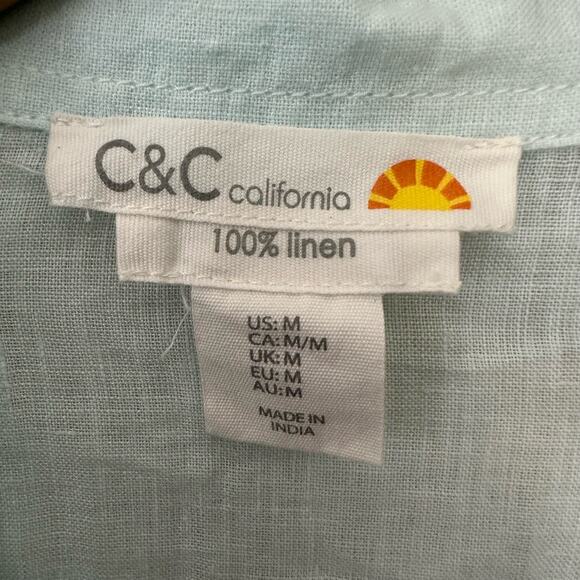 C&C california
100% linen
US: M
CA: M/M
UK: M
EU: M
AU: M
MADE IN
INDIA